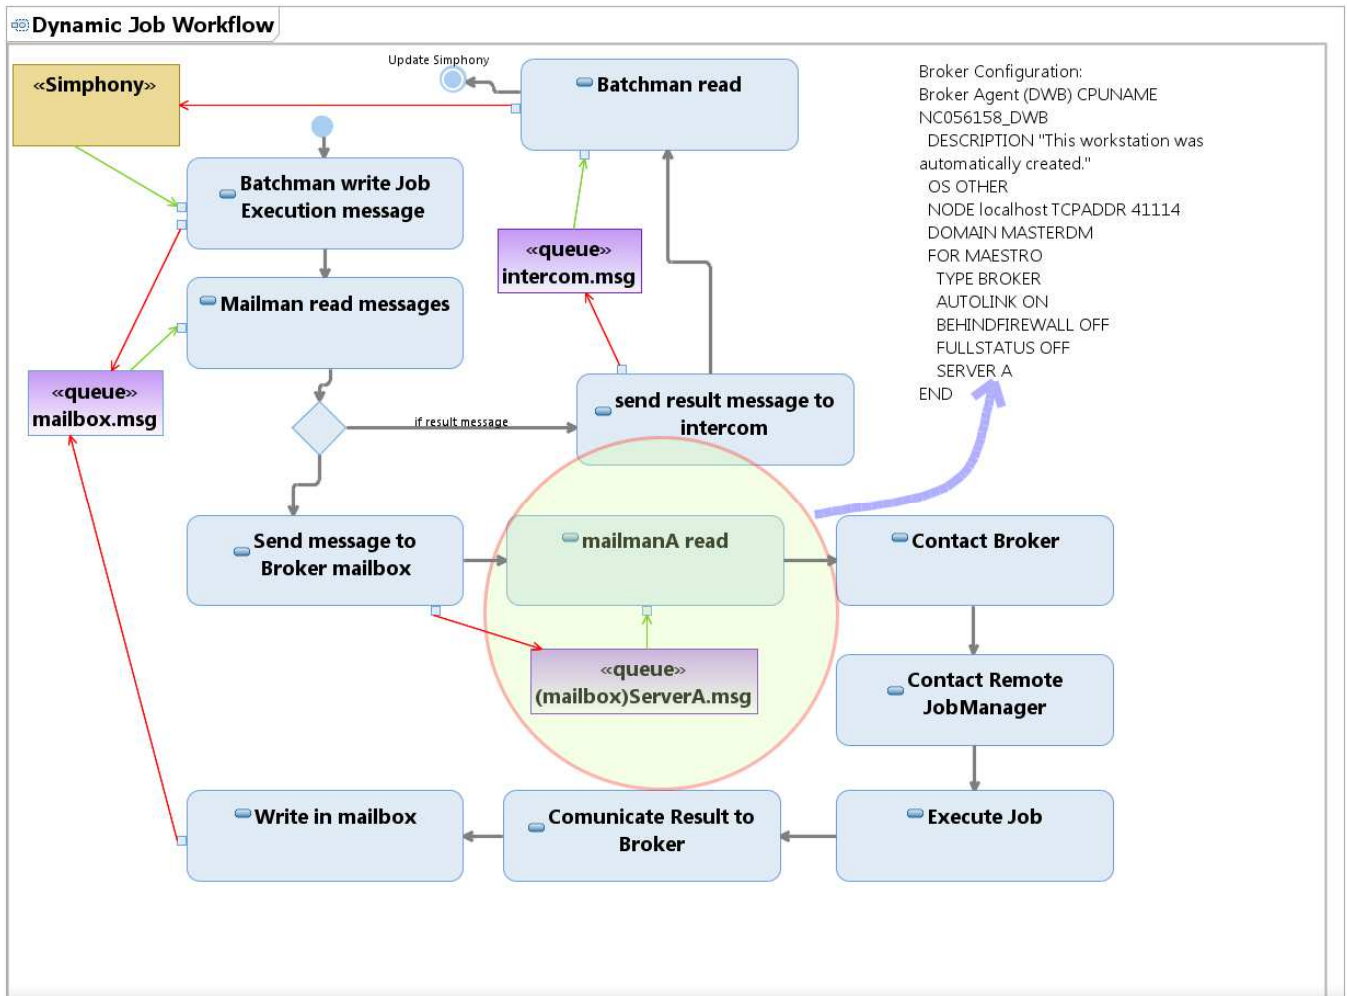 Dynamic Job Workflow
Update Simphony
«Simphony»
Batchman read
Broker Configuration:
Broker Agent (DWB) CPUNAME
NC056158_DWB
DESCRIPTION "This workstation was
automatically created."
OS OTHER
NODE localhost TCPADDR 41114
DOMAIN MASTERDM
FOR MAESTRO
TYPE BROKER
AUTOLINK ON
BEHINDFIREWALL OFF
FULLSTATUS OFF
SERVER A
END
Batchman write Job
Execution message
«queue»
intercom.msg
Mailman read messages
«queue»
mailbox.msg
if result message
send result message to
intercom
Send message to
Broker mailbox
mailmanA read
Contact Broker
«queue»
(mailbox)ServerA.msg
Contact Remote
JobManager
Write in mailbox
Comunicate Result to
Broker
Execute Job